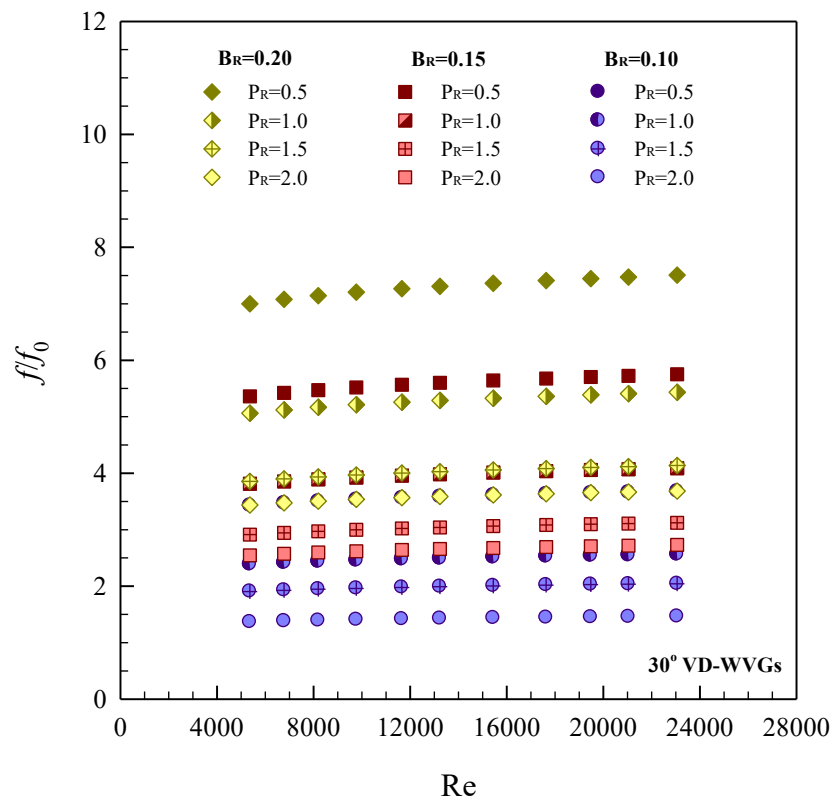 12
10
8
6
4
2
0
f/f0
BR=0.20 BR=0.15 BR=0.10
PR=0.5 PR=0.5 PR=0.5
PR=1.0 PR=1.0 PR=1.0
PR=1.5 PR=1.5 PR=1.5
PR=2.0 PR=2.0 PR=2.0
30° VD-WVGs
0 4000 8000 12000 16000 20000 24000 28000
Re